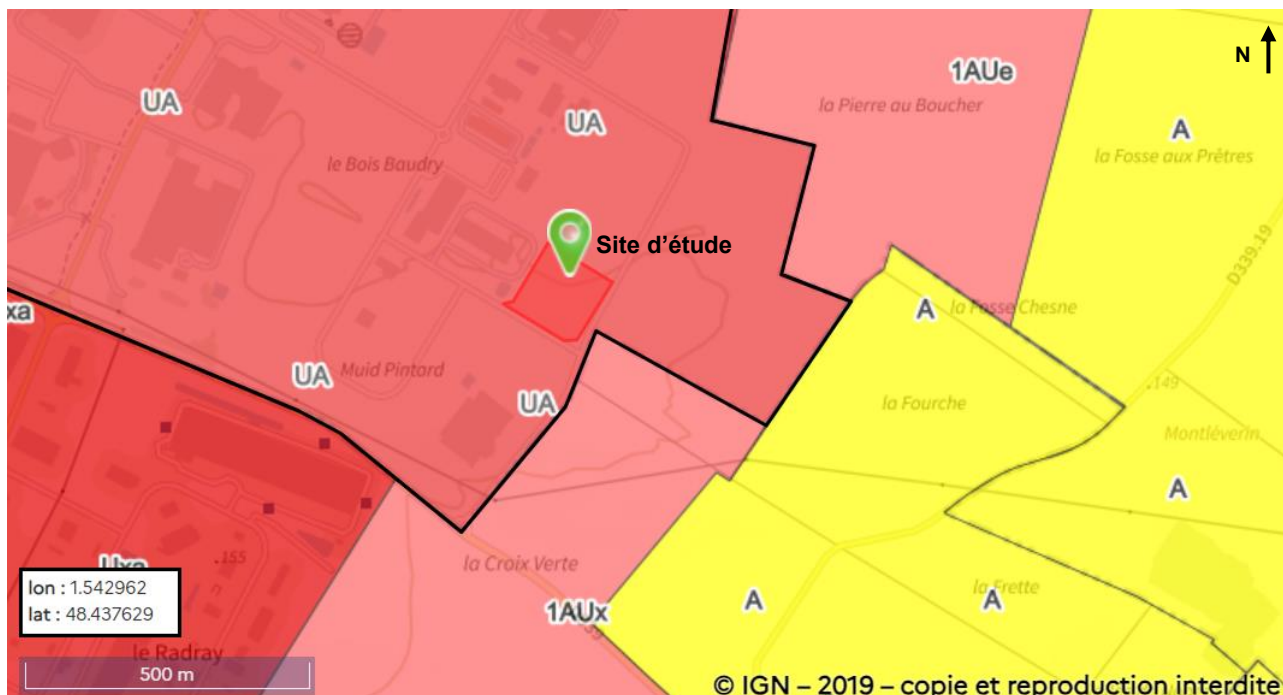 N
1AUe
UA
la Pierre au Boucher
UA
A
la Fosse aux Prêtres
le Bois Baudry
Site d'étude
D339.19
A
la Fosse Chesne
xa
UA
Muid Pintard
.149
UA
la Fourche
Montlèverin
A
Uxa
.155
la Croix Verte
la Frette
lon : 1.542962
lat : 48.437629
1AUx
A
A
le Radray
500 m
© IGN – 2019 – copie et reproduction interdite